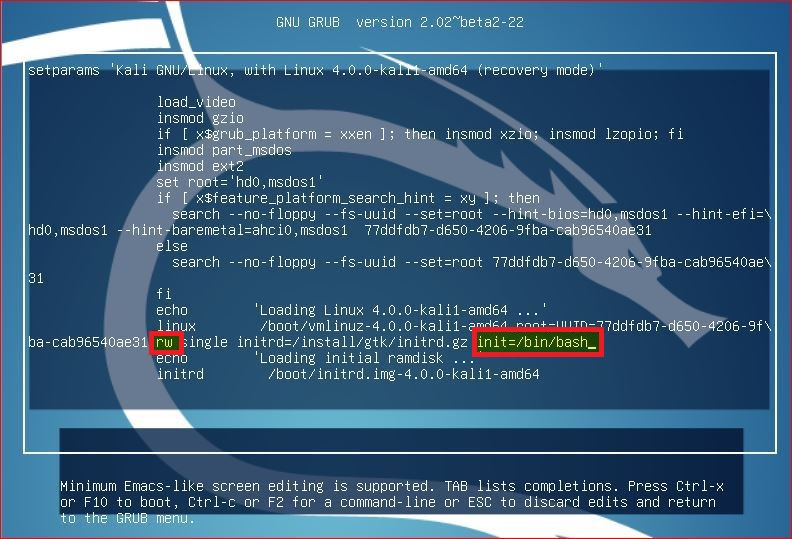 GNU GRUB  version 2.02~beta2-22
setparams 'Kali GNU/Linux, with Linux 4.0.0-kali1-amd64 (recovery mode)'
load_video
insmod gzio
if [ x$grub_platform = xxen ]; then insmod xzio; insmod lzopio; fi
insmod part_msdos
insmod ext2
set root='hd0,msdos1'
if [ x$feature_platform_search_hint = xy ]; then
search --no-floppy --fs-uuid --set=root --hint-bios=hd0,msdos1 --hint-efi=\
hd0,msdos1 --hint-baremetal=ahci0,msdos1  77ddfdb7-d650-4206-9fba-cab96540ae31
else
search --no-floppy --fs-uuid --set=root 77ddfdb7-d650-4206-9fba-cab96540ae\
31
fi
echo 'Loading Linux 4.0.0-kali1-amd64 ...'
linux /boot/vmlinuz-4.0.0-kali1-amd64 root=UUID=77ddfdb7-d650-4206-9f\
ba-cab96540ae31 rw single initrd=/install/gtk/initrd.gz init=/bin/bash_
echo 'Loading initial ramdisk ...'
initrd /boot/initrd.img-4.0.0-kali1-amd64
Minimum Emacs-like screen editing is supported. TAB lists completions. Press Ctrl-x
or F10 to boot, Ctrl-c or F2 for a command-line or ESC to discard edits and return
to the GRUB menu.